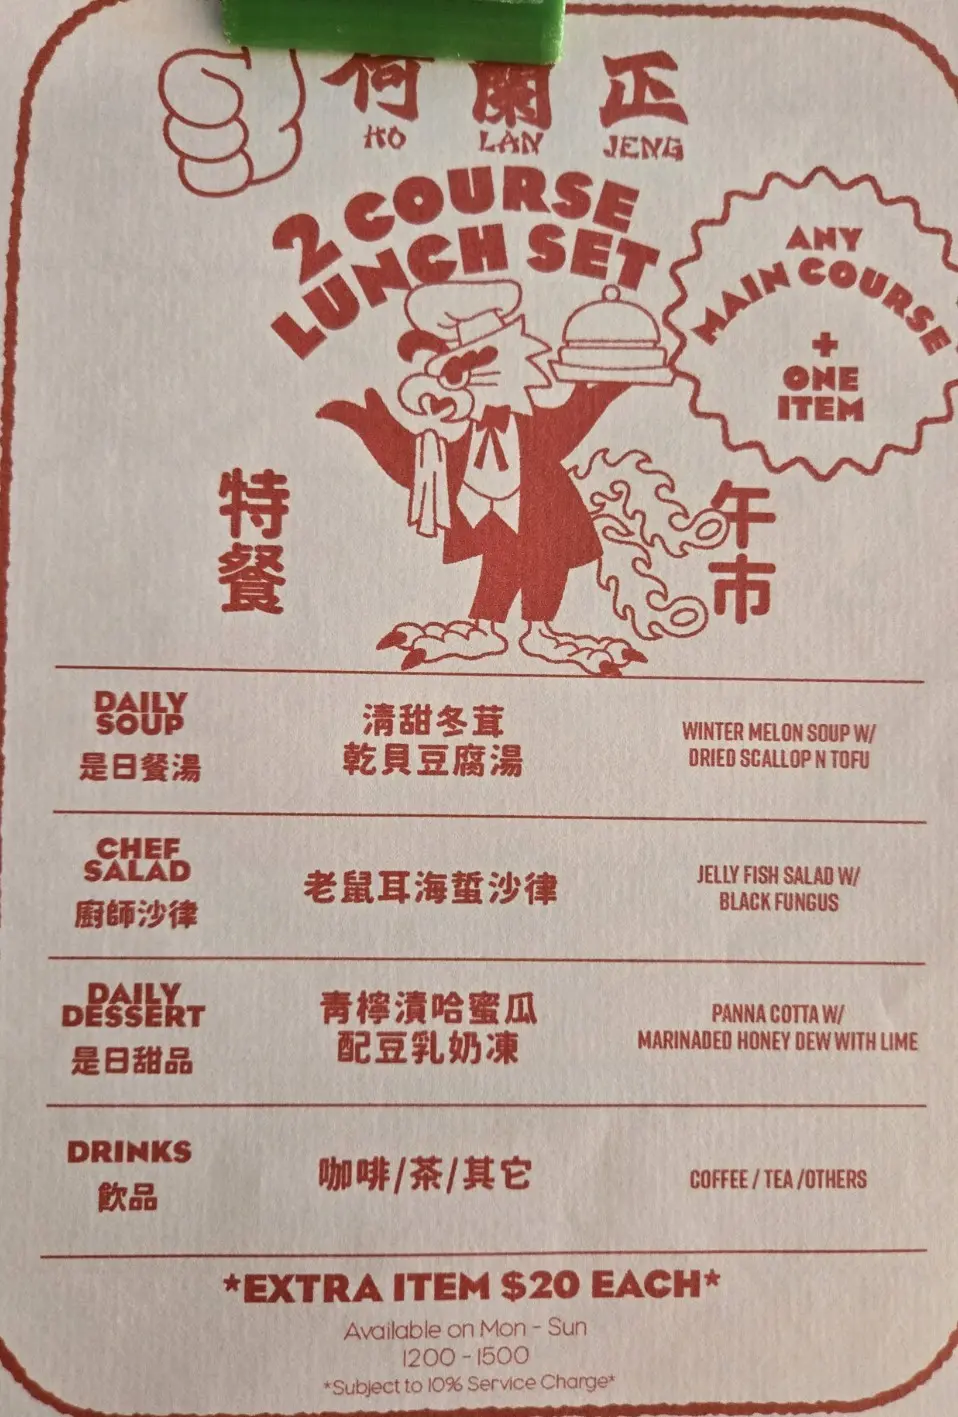 何 蘭 正
HO LAN JENG
2 COURSE
LUNCH SET
ANY
MAIN COURSE
+
ONE
ITEM
特餐
午市
DAILY
SOUP
是日餐湯
清甜冬茸
乾貝豆腐湯
WINTER MELON SOUP W/
DRIED SCALLOP N TOFU
CHEF
SALAD
廚師沙律
老鼠耳海蜇沙律
JELLY FISH SALAD W/
BLACK FUNGUS
DAILY
DESSERT
是日甜品
青檸漬哈蜜瓜
配豆乳奶凍
PANNA COTTA W/
MARINADED HONEY DEW WITH LIME
DRINKS
飲品
咖啡/茶/其它
COFFEE / TEA /OTHERS
*EXTRA ITEM $20 EACH*
Available on Mon - Sun
1200 - 1500
*Subject to 10% Service Charge*